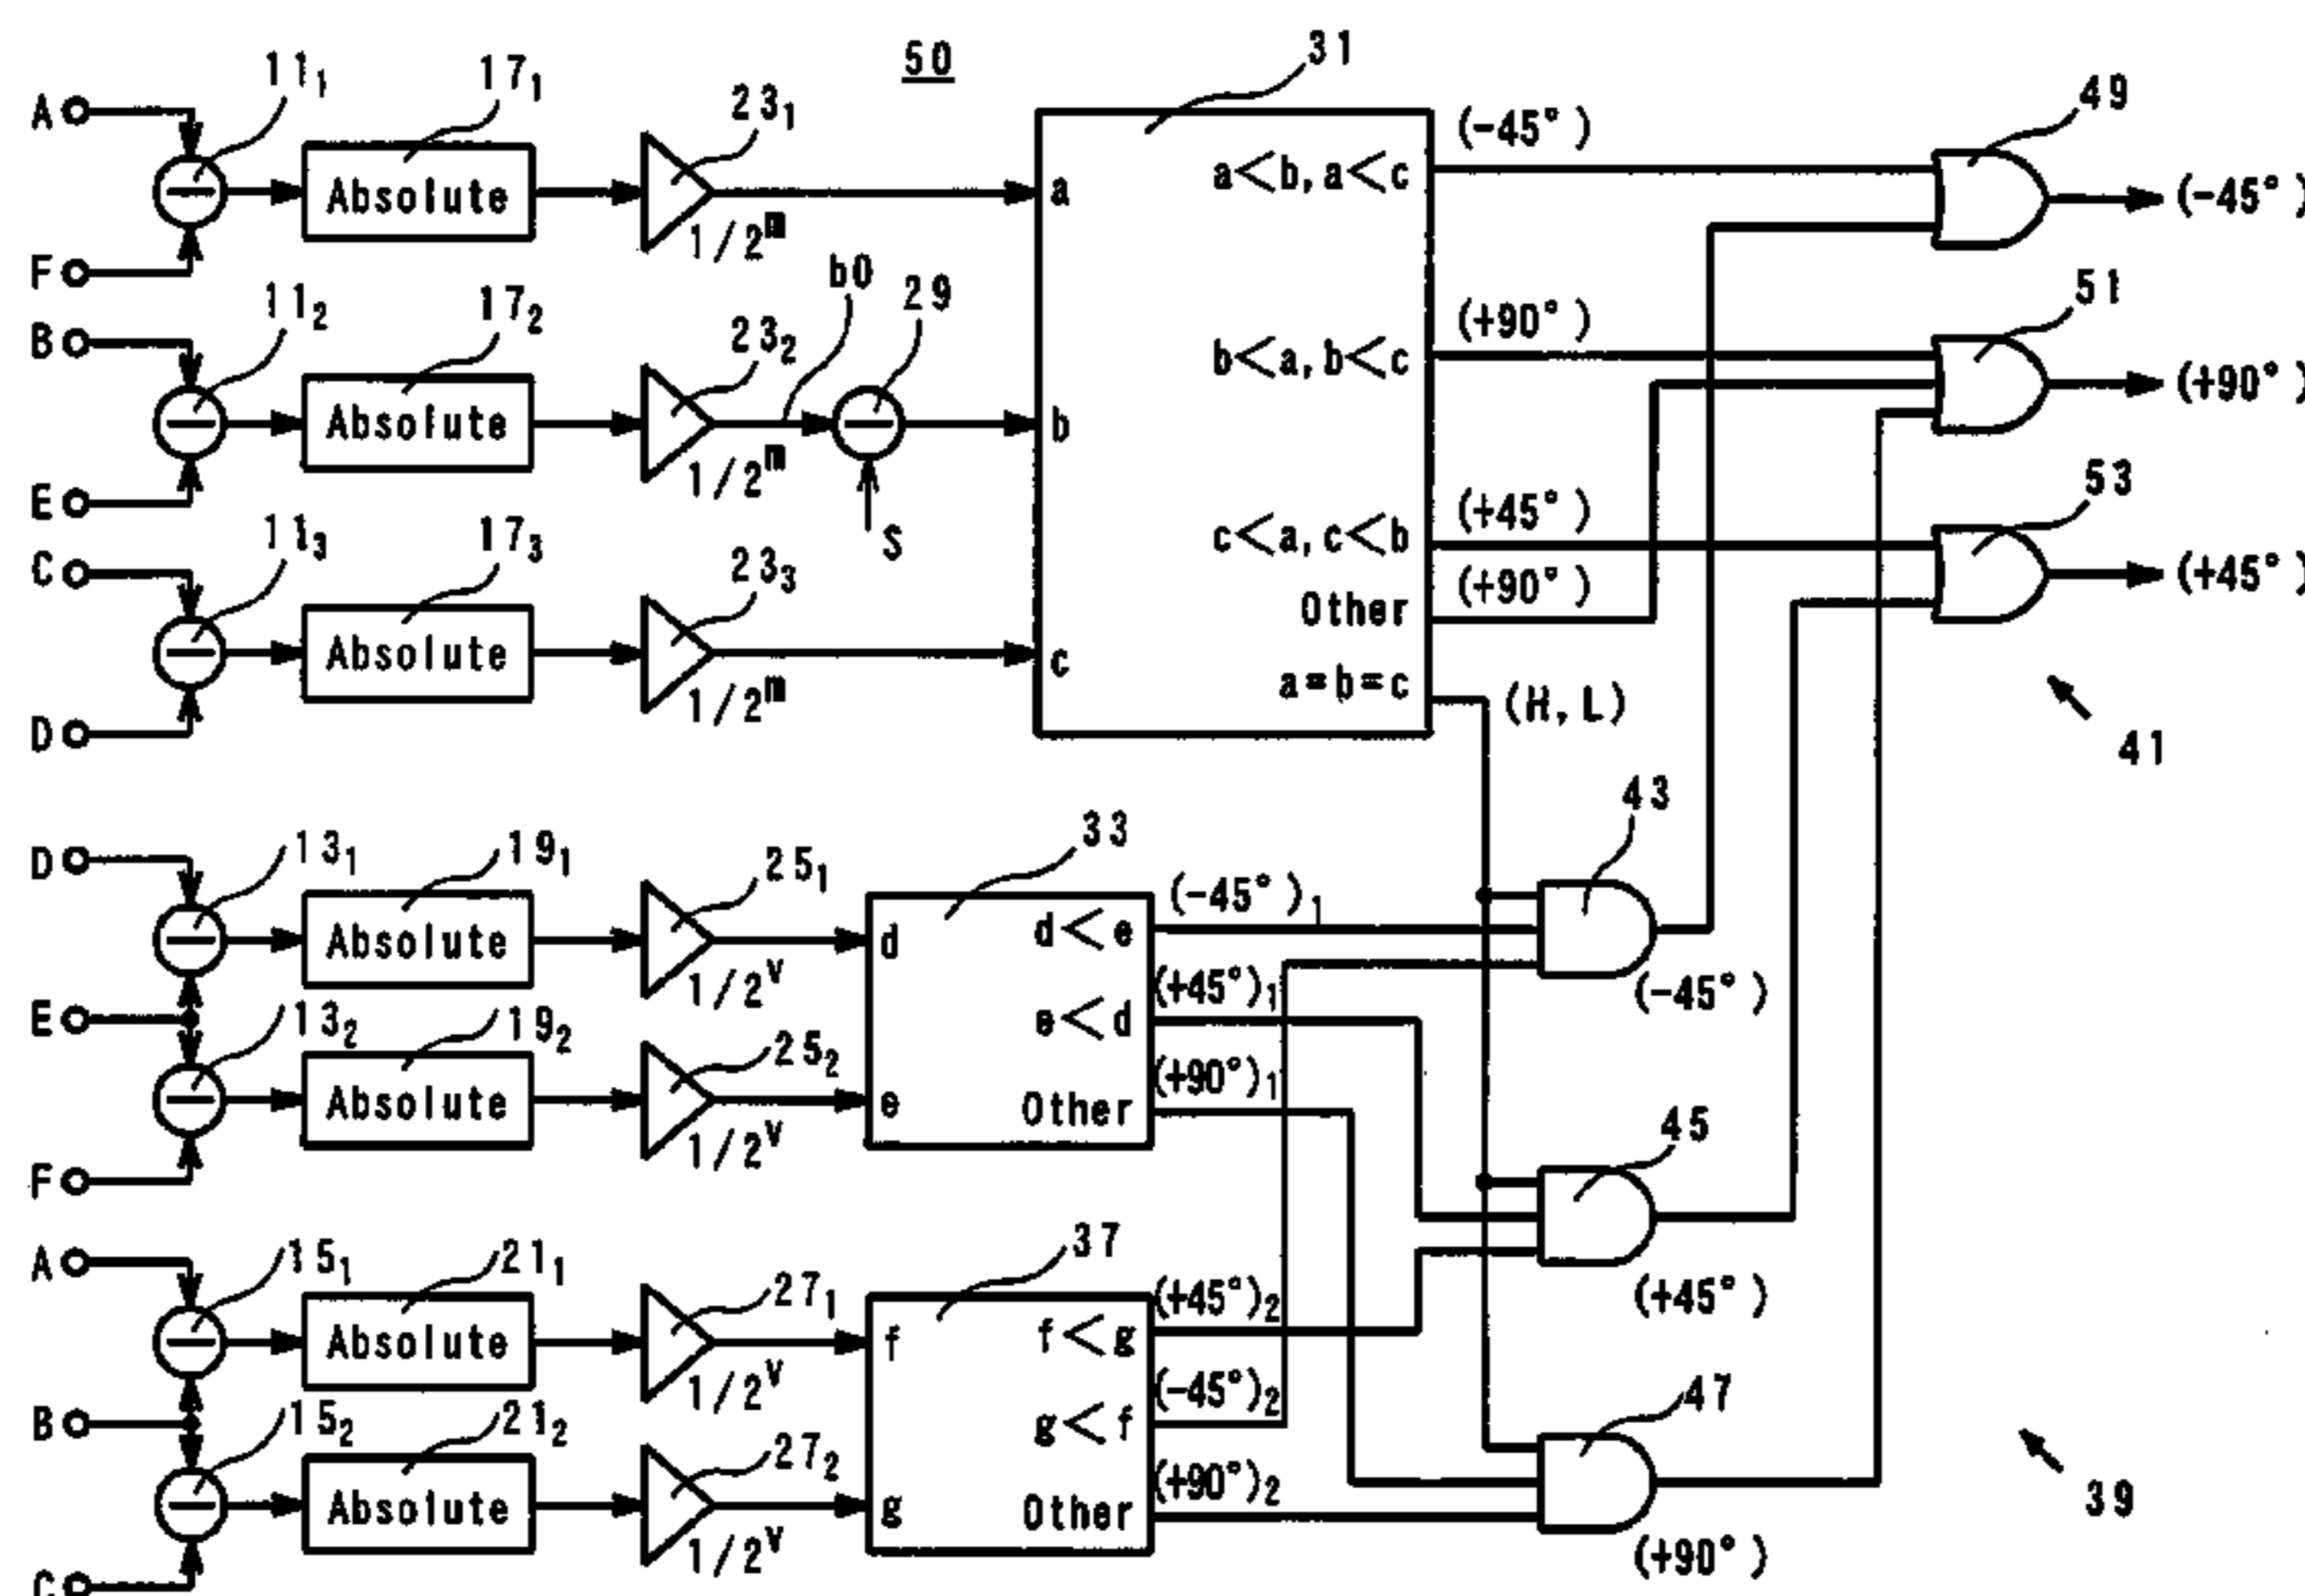 50
31
A
11₁
17₁
23₁
(-45°)
49
Absolute
a
a<b, a<c
(-45°)
F
1/2ᵐ
B
11₂
17₂
23₂
b0
29
(+90°)
51
Absolute
b
b<a, b<c
(+90°)
E
1/2ᵐ
S
C
11₃
17₃
23₃
(+45°)
53
c<a, c<b
(+45°)
(+90°)
Other
Absolute
c
a=b=c
(H, L)
D
1/2ᵐ
41
43
D
13₁
19₁
25₁
33
(-45°)₁
Absolute
d
d<e
1/2ⱽ
(+45°)₁
(-45°)
E
13₂
19₂
25₂
e<d
(+90°)₁
Absolute
e
Other
45
F
1/2ⱽ
A
15₁
21₁
27₁
37
(+45°)₂
(+45°)
Absolute
f
f<g
1/2ⱽ
(-45°)₂
47
B
15₂
21₂
27₂
g<f
(+90°)₂
39
Absolute
g
Other
1/2ⱽ
(+90°)
C